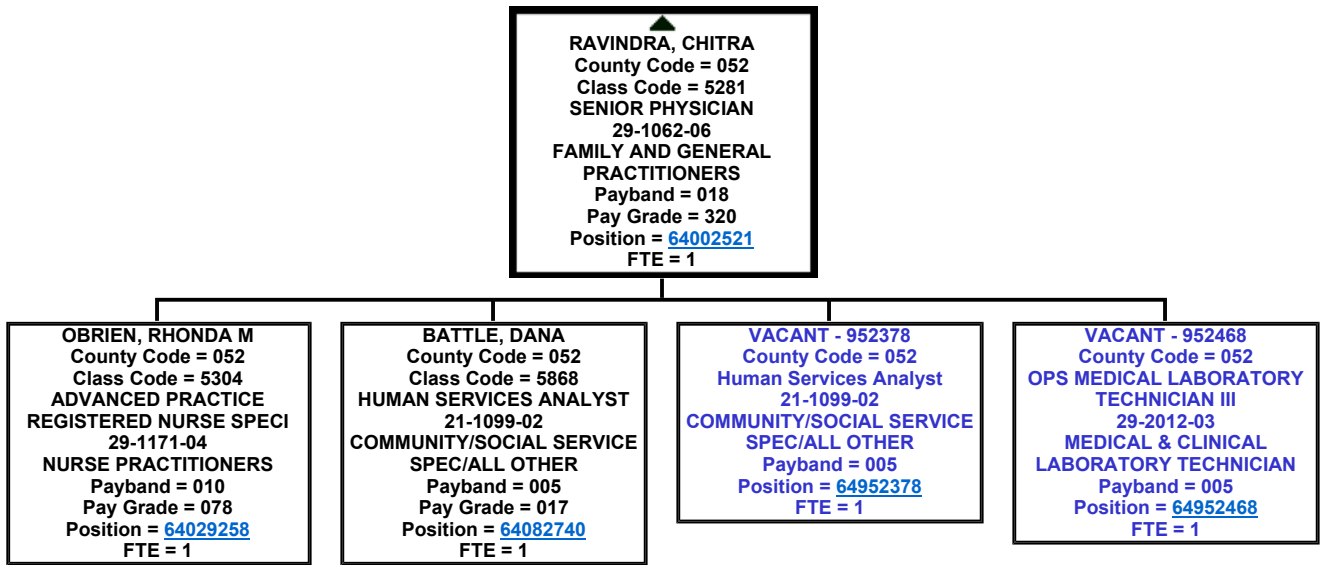 RAVINDRA, CHITRA
County Code = 052
Class Code = 5281
SENIOR PHYSICIAN
29-1062-06
FAMILY AND GENERAL
PRACTITIONERS
Payband = 018
Pay Grade = 320
Position = 64002521
FTE = 1
OBRIEN, RHONDA M
County Code = 052
Class Code = 5304
ADVANCED PRACTICE
REGISTERED NURSE SPECI
29-1171-04
NURSE PRACTITIONERS
Payband = 010
Pay Grade = 078
Position = 64029258
FTE = 1
BATTLE, DANA
County Code = 052
Class Code = 5868
HUMAN SERVICES ANALYST
21-1099-02
COMMUNITY/SOCIAL SERVICE
SPEC/ALL OTHER
Payband = 005
Pay Grade = 017
Position = 64082740
FTE = 1
VACANT - 952378
County Code = 052
Human Services Analyst
21-1099-02
COMMUNITY/SOCIAL SERVICE
SPEC/ALL OTHER
Payband = 005
Position = 64952378
FTE = 1
VACANT - 952468
County Code = 052
OPS MEDICAL LABORATORY
TECHNICIAN III
29-2012-03
MEDICAL & CLINICAL
LABORATORY TECHNICIAN
Payband = 005
Position = 64952468
FTE = 1